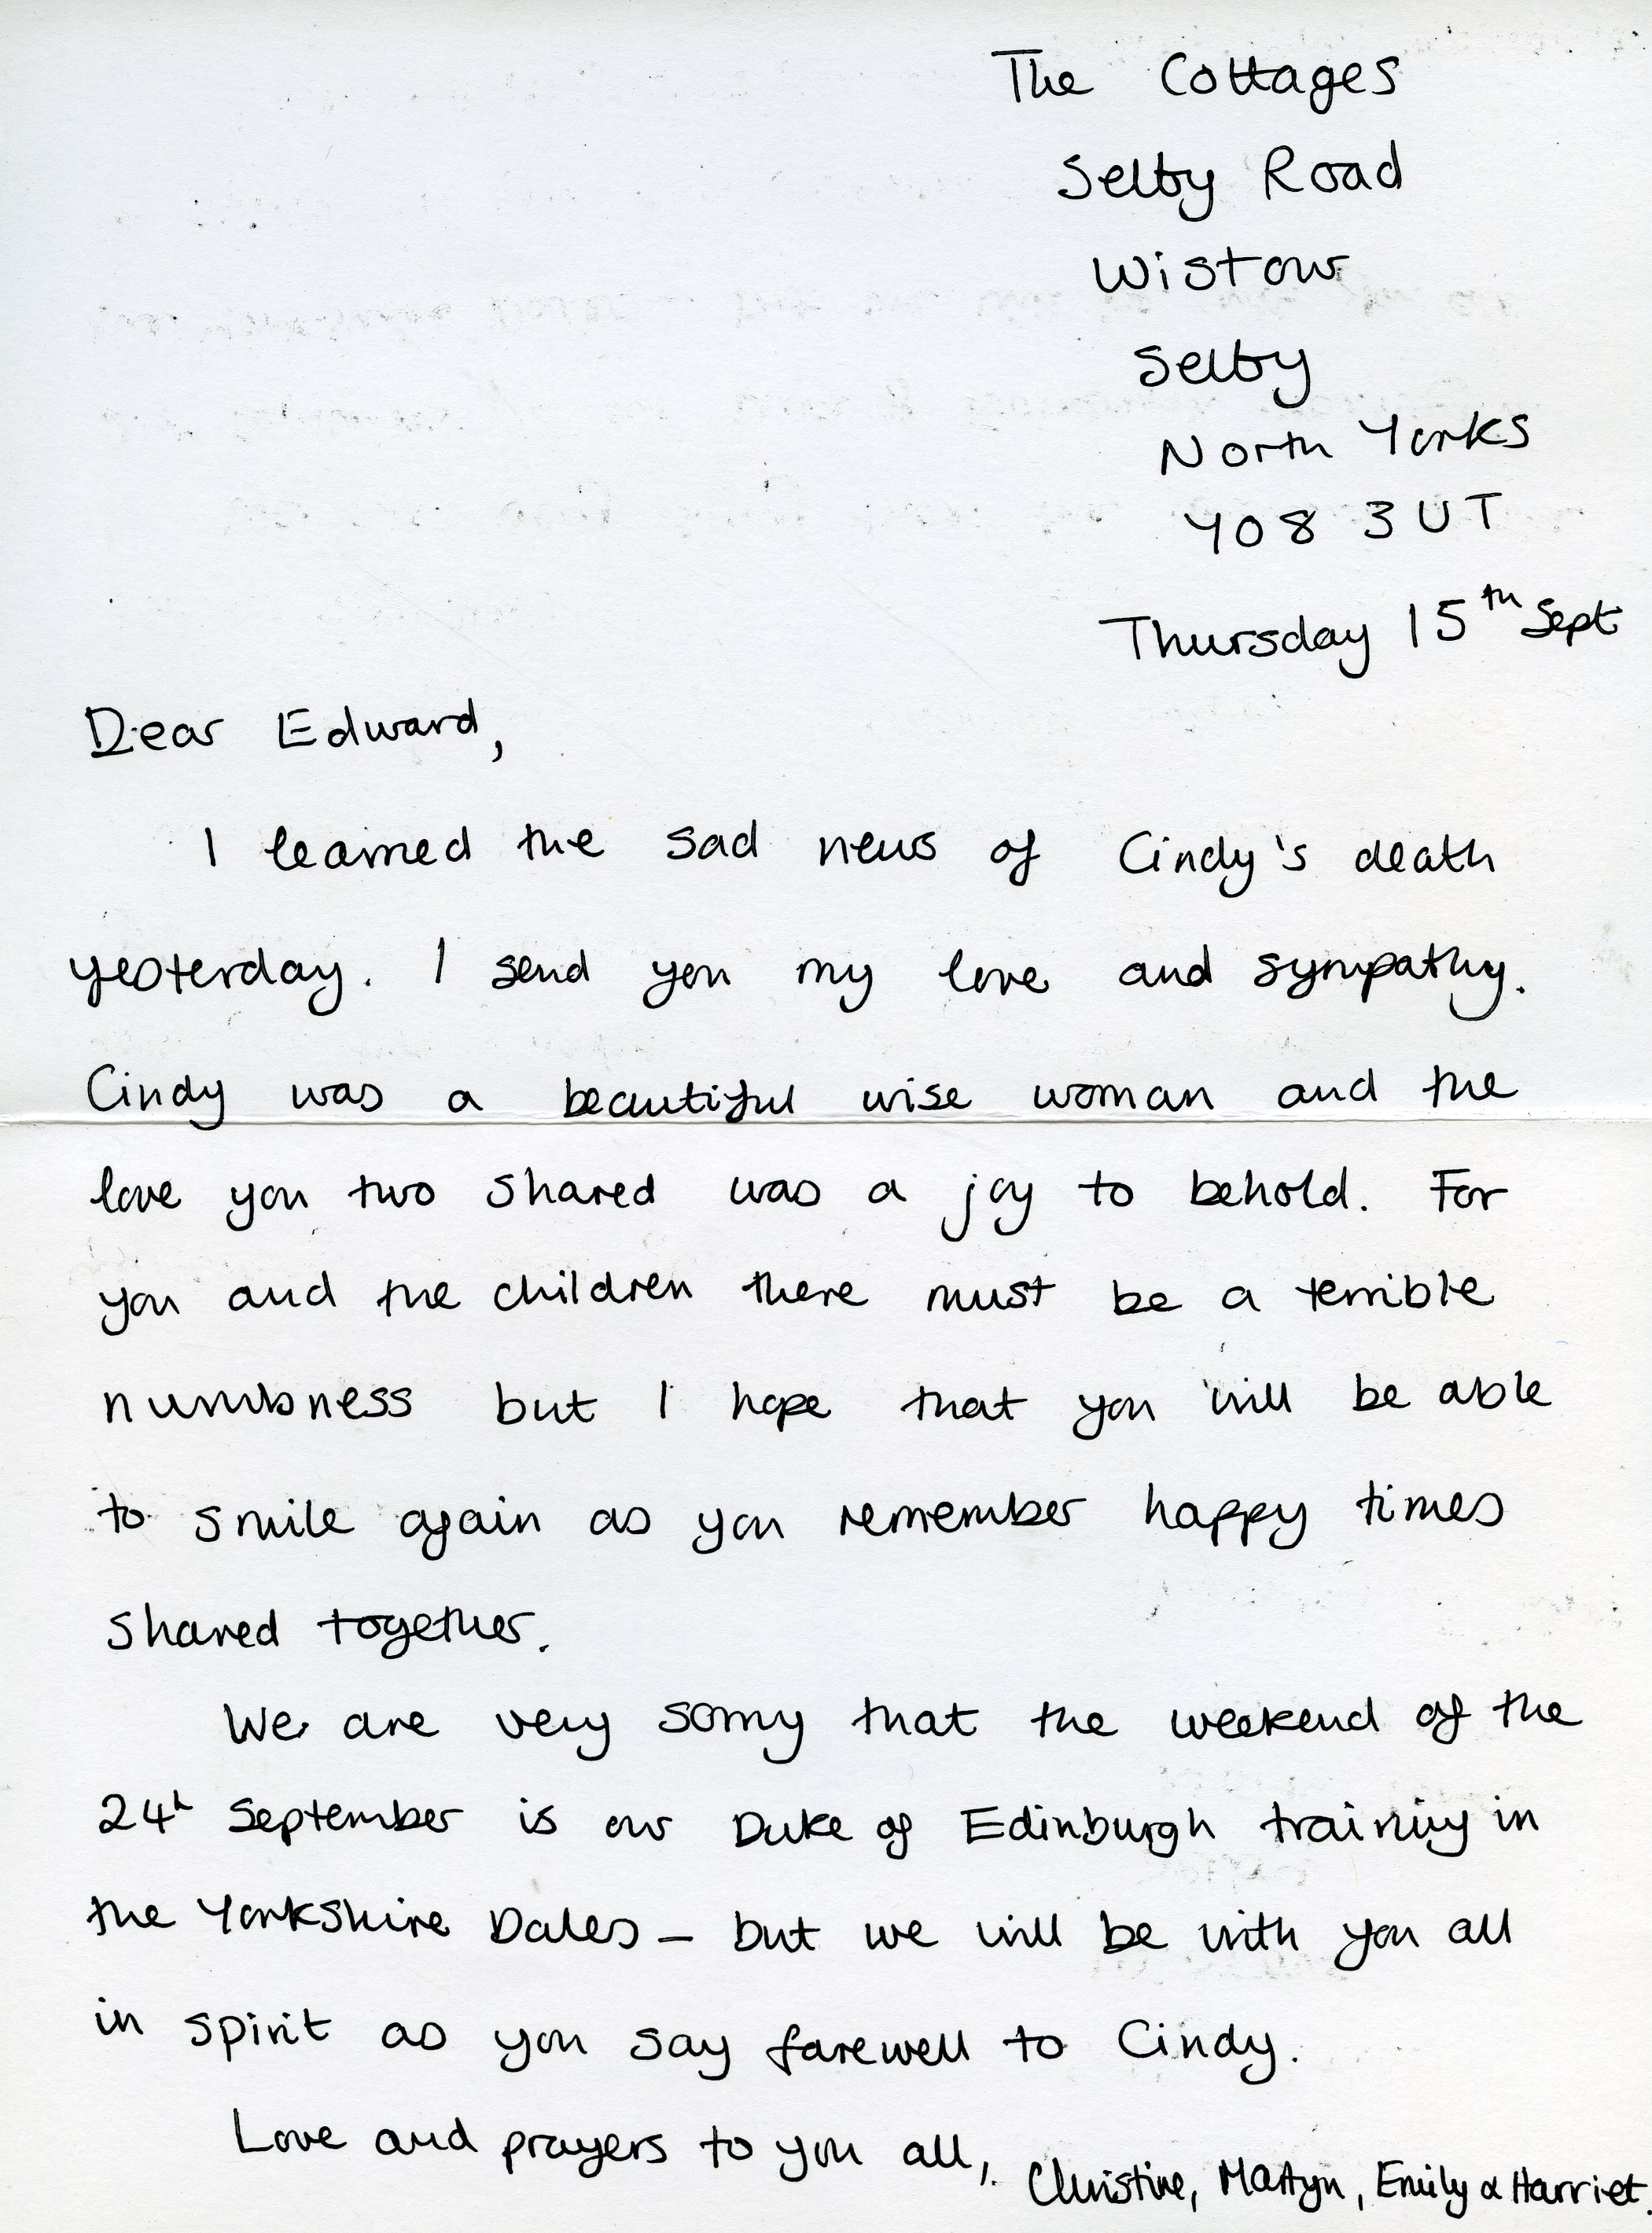 The Cottages
Selby Road
Wistow
Selby
North Yorks
YO8 3UT
Thursday 15th Sept
Dear Edward,
I learned the sad news of Cindy's death
yesterday. I send you my love and sympathy.
Cindy was a beautiful wise woman and the
love you two shared was a joy to behold. For
you and the children there must be a terrible
numbness but I hope that you will be able
to smile again as you remember happy times
shared together.
We are very sorry that the weekend of the
24th September is our Duke of Edinburgh training in
the Yorkshire Dales – but we will be with you all
in spirit as you say farewell to Cindy.
Love and prayers to you all,
Christine, Martyn, Emily & Harriet.